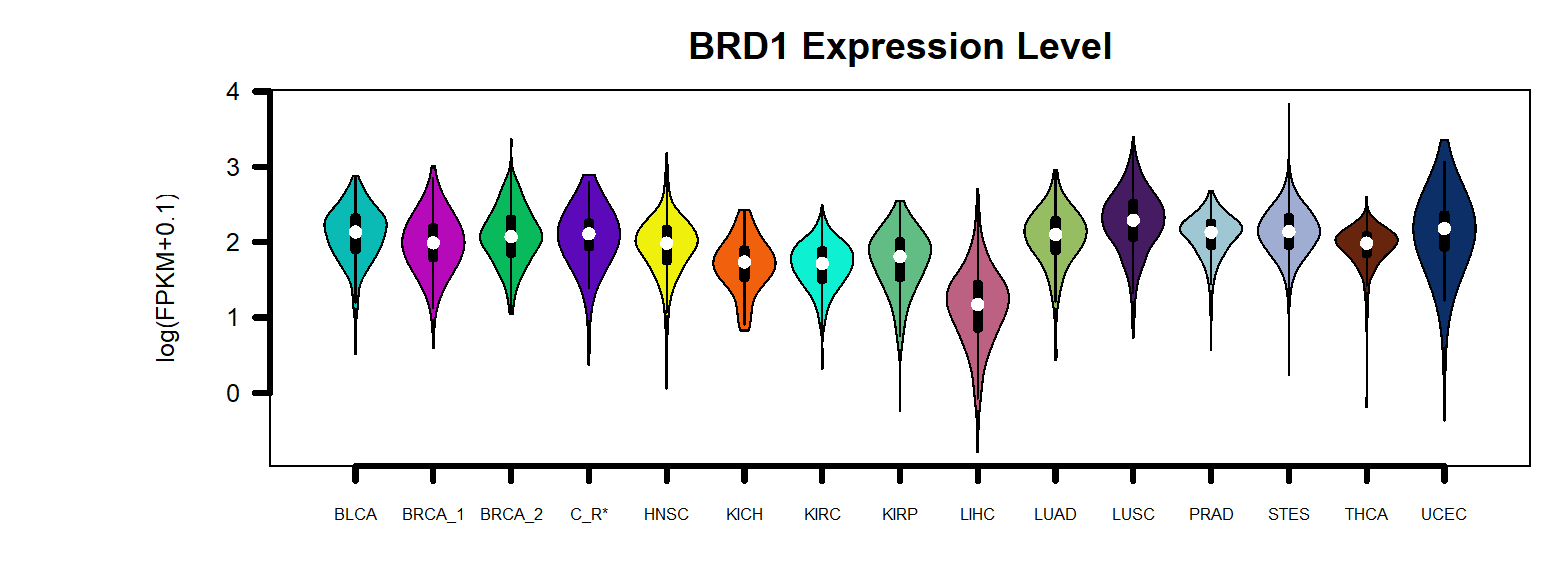 BRD1 Expression Level
log(FPKM+0.1)
4
3
2
1
0
BLCA BRCA_1 BRCA_2 C_R* HNSC KICH KIRC KIRP LIHC LUAD LUSC PRAD STES THCA UCEC